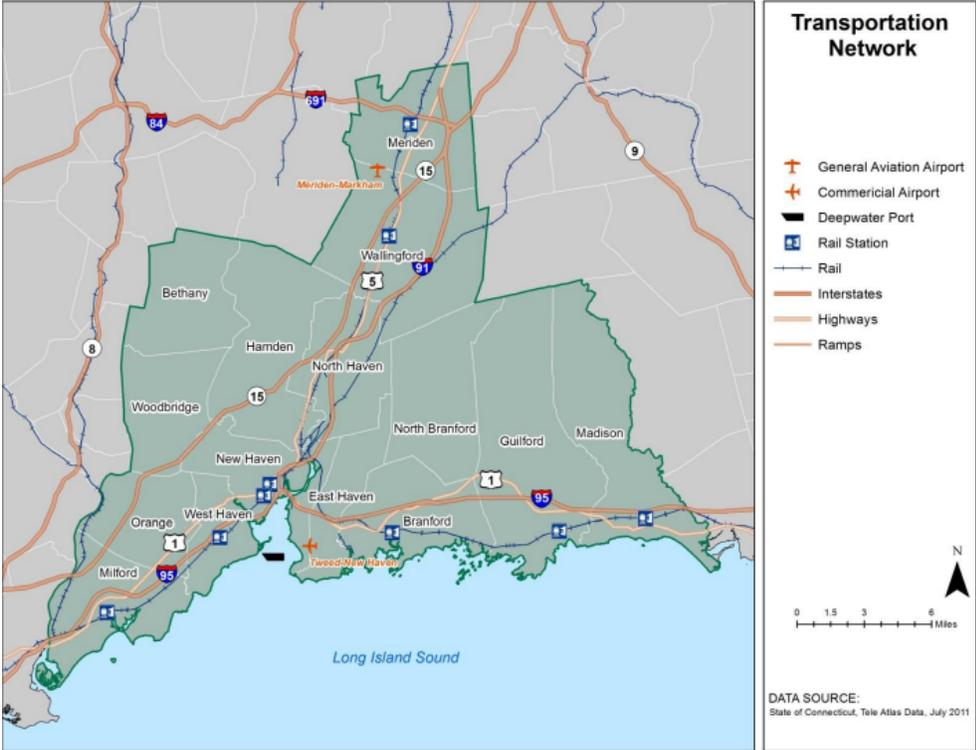 Transportation
Network
691
84
Meriden
9
15
Meriden-Markham
Wallingford
91
5
Bethany
8
Hamden
North Haven
15
Woodbridge
North Branford
Guilford
Madison
New Haven
1
East Haven
95
West Haven
Orange
Branford
1
Tweed-New Haven
Milford
95
Long Island Sound
General Aviation Airport
Commericial Airport
Deepwater Port
Rail Station
Rail
Interstates
Highways
Ramps
N
0 1.5 3 6
Miles
DATA SOURCE:
State of Connecticut, Tele Atlas Data, July 2011